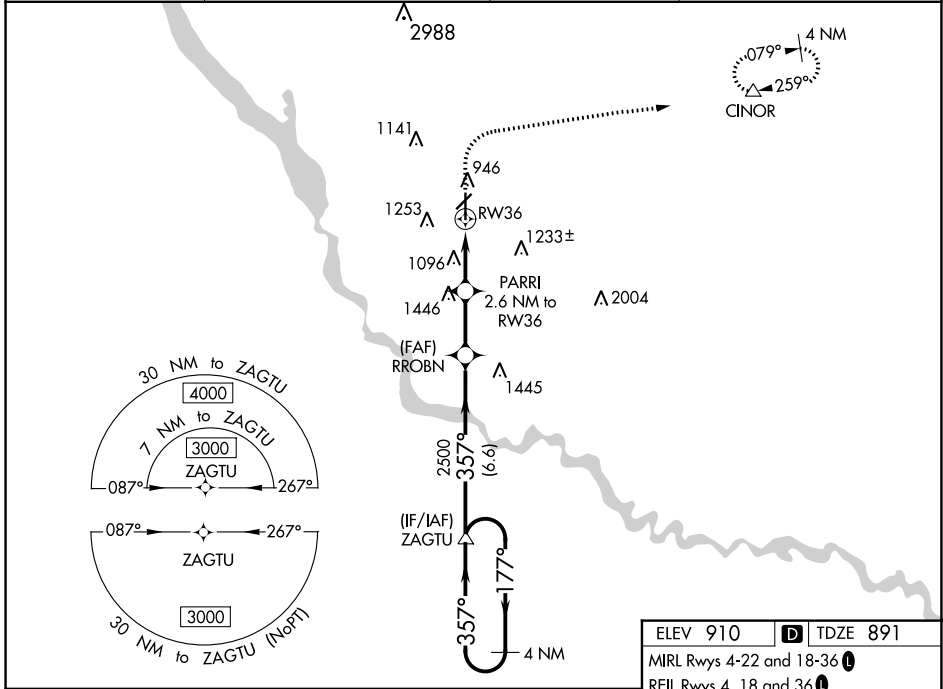 2988
4 NM
079°
259°
CINOR
1141
946
1253
RW36
1233±
1096
PARRI
2.6 NM to
RW36
1446
2004
(FAF)
RROBN
1445
30 NM to ZAGTU
4000
7 NM to ZAGTU
3000
ZAGTU
087°
267°
2500
357°
(6.6)
087°
267°
ZAGTU
3000
30 NM to ZAGTU (NoPT)
(IF/IAF)
ZAGTU
177°
357°
4 NM
ELEV 910
D
TDZE 891
MIRL Rwys 4-22 and 18-36 L
REIL Rwys 4, 18 and 36 L